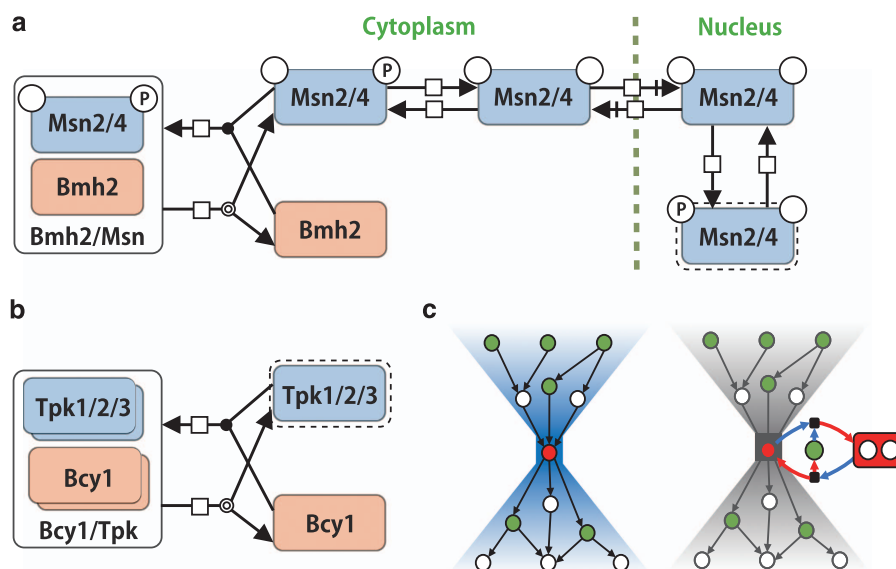 a
Cytoplasm
Nucleus
P
P
Msn2/4
Msn2/4
Msn2/4
Msn2/4
Bmh2
Bmh2/Msn
Bmh2
P
Msn2/4
b
c
Tpk1/2/3
Bcy1
Bcy1/Tpk
Tpk1/2/3
Bcy1